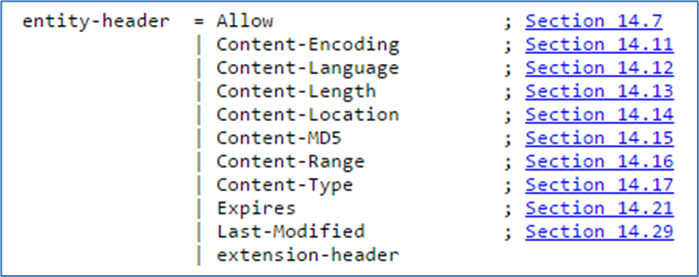 entity-header = Allow ; Section 14.7
| Content-Encoding ; Section 14.11
| Content-Language ; Section 14.12
| Content-Length ; Section 14.13
| Content-Location ; Section 14.14
| Content-MD5 ; Section 14.15
| Content-Range ; Section 14.16
| Content-Type ; Section 14.17
| Expires ; Section 14.21
| Last-Modified ; Section 14.29
| extension-header